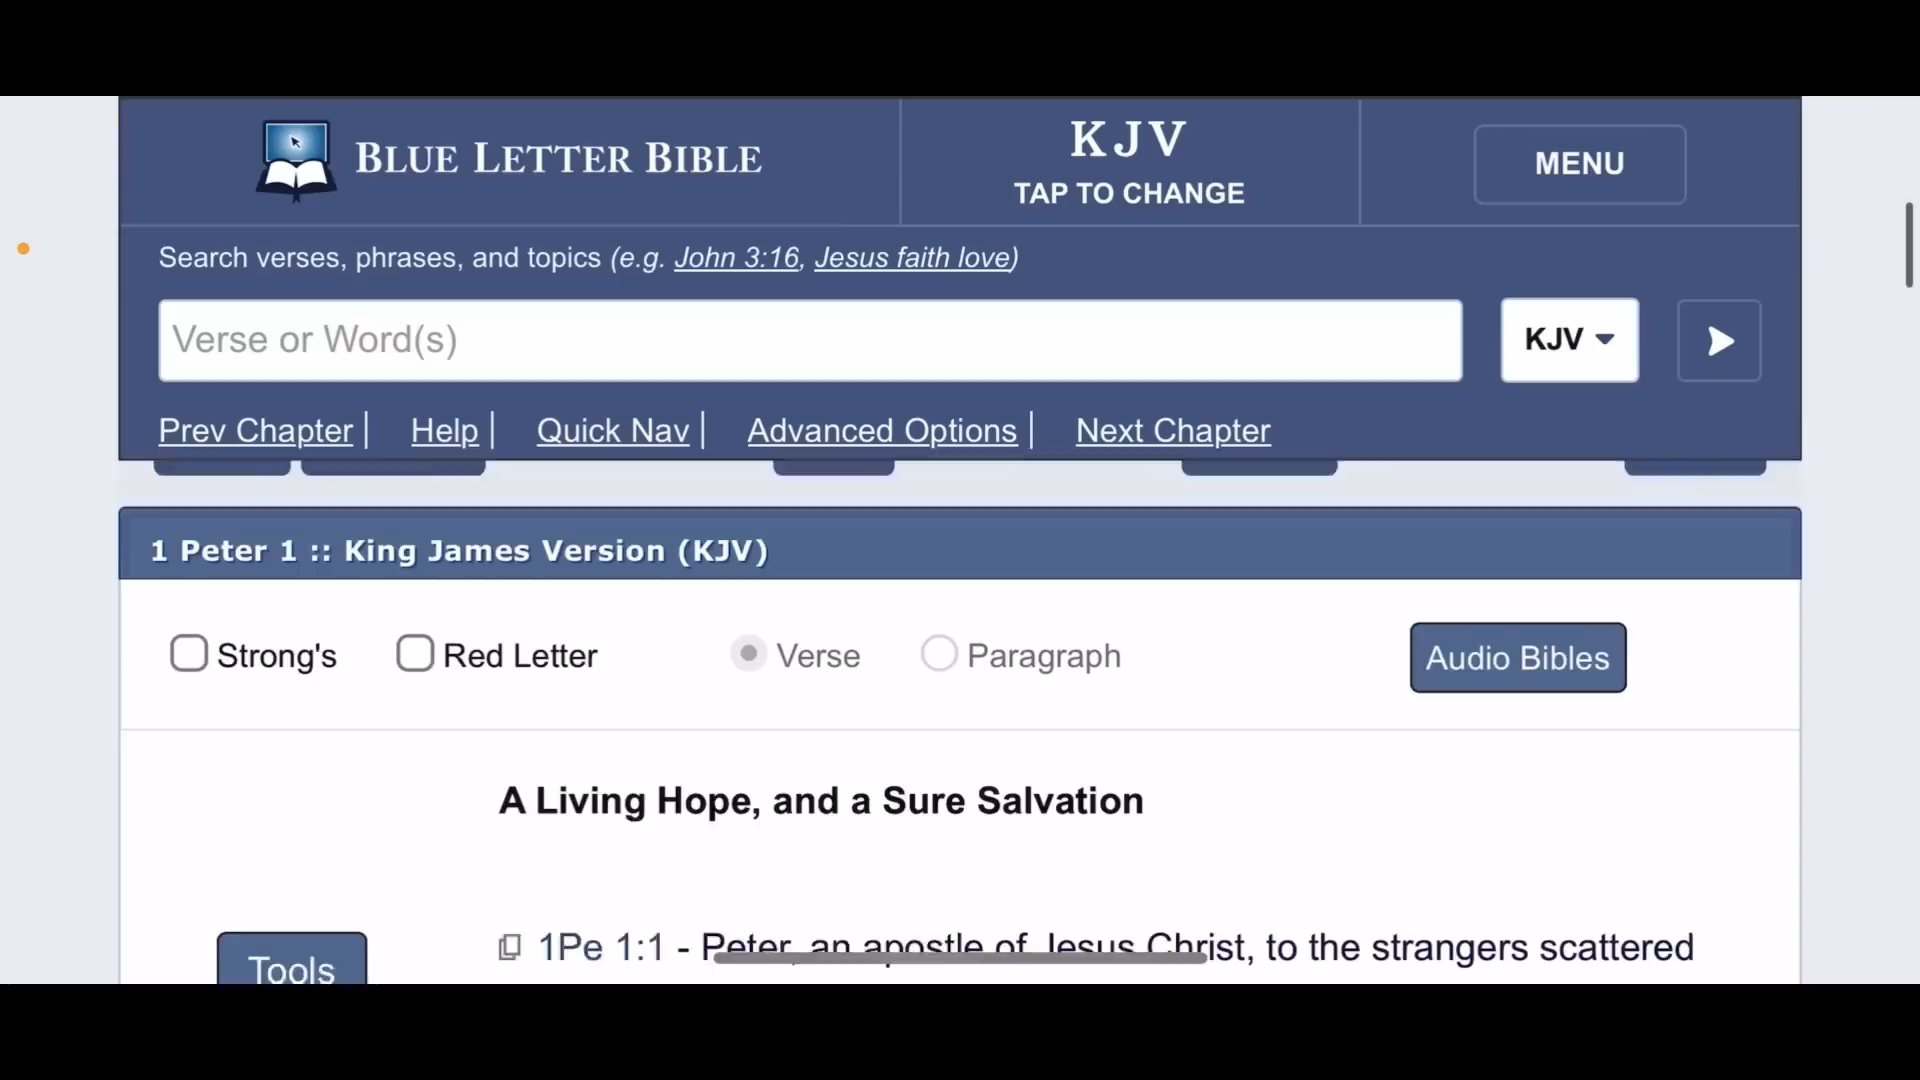 BLUE LETTER BIBLE
KJV
TAP TO CHANGE
MENU
Search verses, phrases, and topics (e.g. John 3:16, Jesus faith love)
Verse or Word(s)
KJV
Prev Chapter | Help | Quick Nav | Advanced Options | Next Chapter
1 Peter 1 :: King James Version (KJV)
Strong's Red Letter Verse Paragraph Audio Bibles
A Living Hope, and a Sure Salvation
Tools
1Pe 1:1 - Peter, an apostle of Jesus Christ, to the strangers scattered